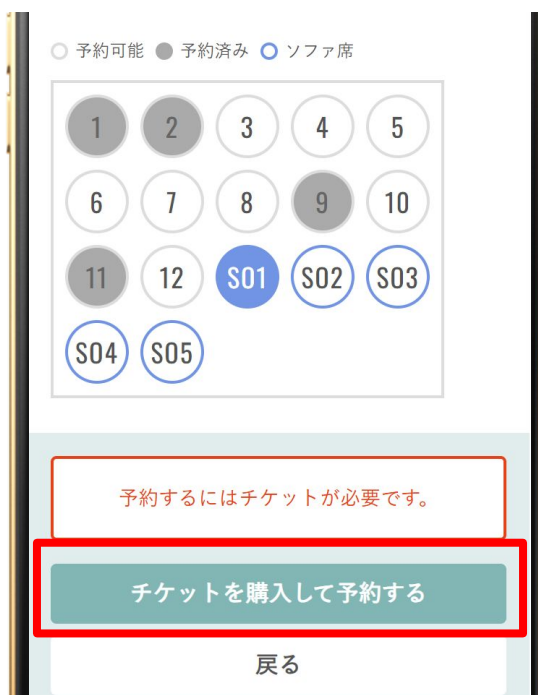 予約可能 予約済み ソファ席
1 2 3 4 5
6 7 8 9 10
11 12 S01 S02 S03
S04 S05
予約するにはチケットが必要です。
チケットを購入して予約する
戻る